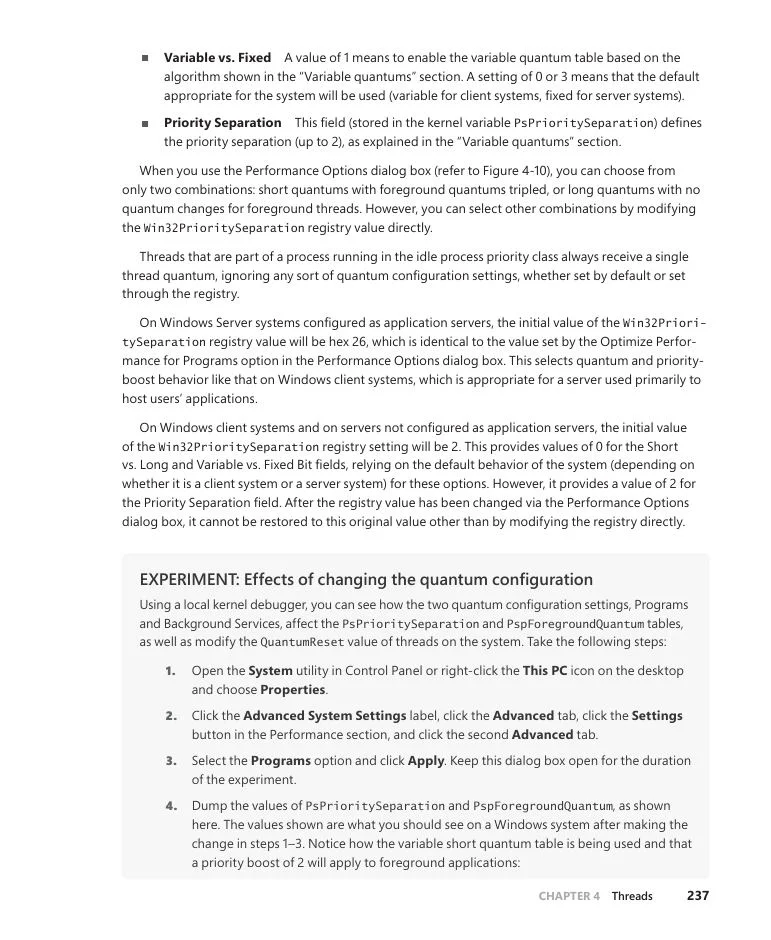 ■ Variable vs. Fixed A value of 1 means to enable the variable quantum table based on the
algorithm shown in the “Variable quantums” section. A setting of 0 or 3 means that the default
appropriate for the system will be used (variable for client systems, fixed for server systems).
■ Priority Separation This field (stored in the kernel variable PsPrioritySeparation) defines
the priority separation (up to 2), as explained in the “Variable quantums” section.
When you use the Performance Options dialog box (refer to Figure 4-10), you can choose from
only two combinations: short quantums with foreground quantums tripled, or long quantums with no
quantum changes for foreground threads. However, you can select other combinations by modifying
the Win32PrioritySeparation registry value directly.
Threads that are part of a process running in the idle process priority class always receive a single
thread quantum, ignoring any sort of quantum configuration settings, whether set by default or set
through the registry.
On Windows Server systems configured as application servers, the initial value of the Win32Priori-
tySeparation registry value will be hex 26, which is identical to the value set by the Optimize Perfor-
mance for Programs option in the Performance Options dialog box. This selects quantum and priority-
boost behavior like that on Windows client systems, which is appropriate for a server used primarily to
host users’ applications.
On Windows client systems and on servers not configured as application servers, the initial value
of the Win32PrioritySeparation registry setting will be 2. This provides values of 0 for the Short
vs. Long and Variable vs. Fixed Bit fields, relying on the default behavior of the system (depending on
whether it is a client system or a server system) for these options. However, it provides a value of 2 for
the Priority Separation field. After the registry value has been changed via the Performance Options
dialog box, it cannot be restored to this original value other than by modifying the registry directly.
EXPERIMENT: Effects of changing the quantum configuration
Using a local kernel debugger, you can see how the two quantum configuration settings, Programs
and Background Services, affect the PsPrioritySeparation and PspForegroundQuantum tables,
as well as modify the QuantumReset value of threads on the system. Take the following steps:
1. Open the System utility in Control Panel or right-click the This PC icon on the desktop
and choose Properties.
2. Click the Advanced System Settings label, click the Advanced tab, click the Settings
button in the Performance section, and click the second Advanced tab.
3. Select the Programs option and click Apply. Keep this dialog box open for the duration
of the experiment.
4. Dump the values of PsPrioritySeparation and PspForegroundQuantum, as shown
here. The values shown are what you should see on a Windows system after making the
change in steps 1–3. Notice how the variable short quantum table is being used and that
a priority boost of 2 will apply to foreground applications:
CHAPTER 4 Threads 237